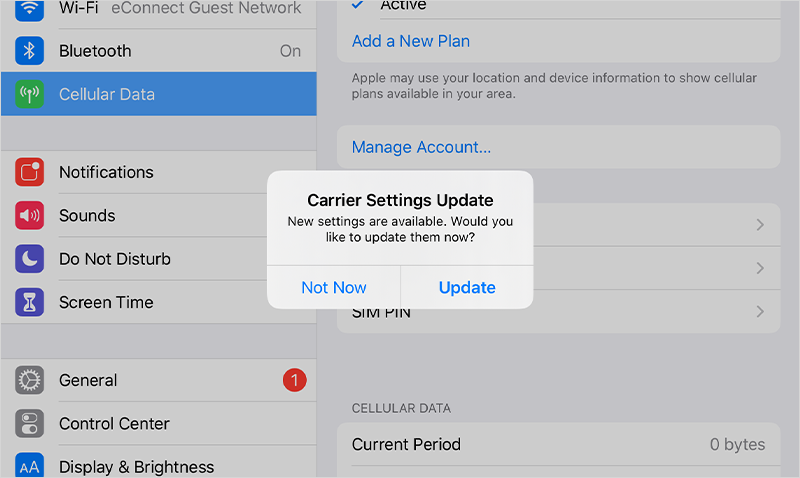 Wi-Fi eConnect Guest Network
Bluetooth On
Cellular Data
Notifications
Sounds
Do Not Disturb
Screen Time
General 1
Control Center
AA Display & Brightness
Active
Add a New Plan
Apple may use your location and device information to show cellular
plans available in your area.
Manage Account...
Carrier Settings Update
New settings are available. Would you
like to update them now?
Not Now Update
SIM PIN
CELLULAR DATA
Current Period 0 bytes